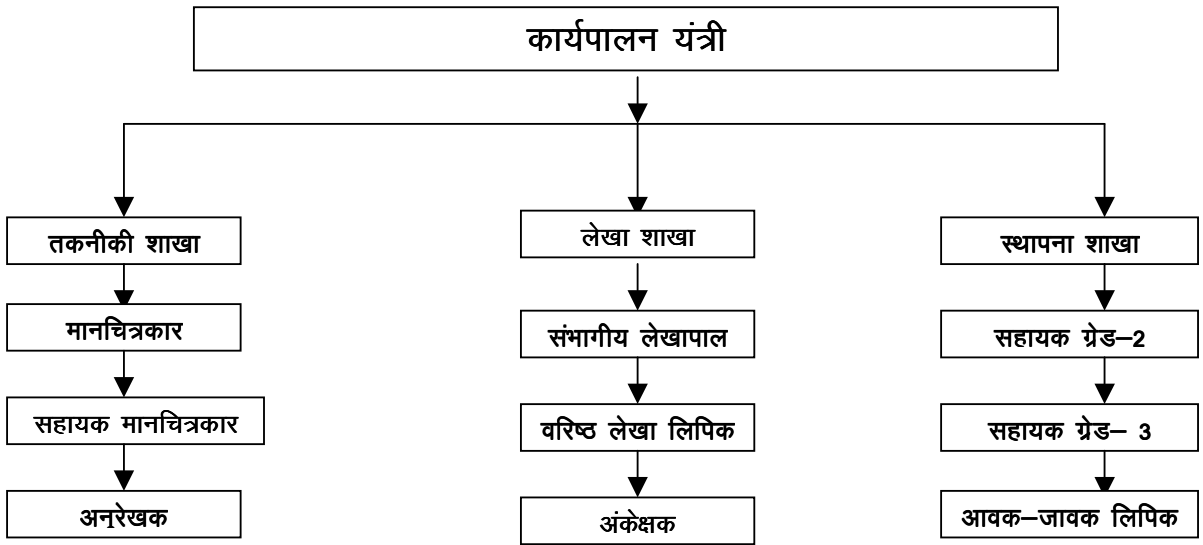 कार्यपालन यंत्री
तकनीकी शाखा
लेखा शाखा
स्थापना शाखा
मानचित्रकार
संभागीय लेखापाल
सहायक ग्रेड–2
सहायक मानचित्रकार
वरिष्ठ लेखा लिपिक
सहायक ग्रेड– 3
अनुरेखक
अंकेक्षक
आवक–जावक लिपिक